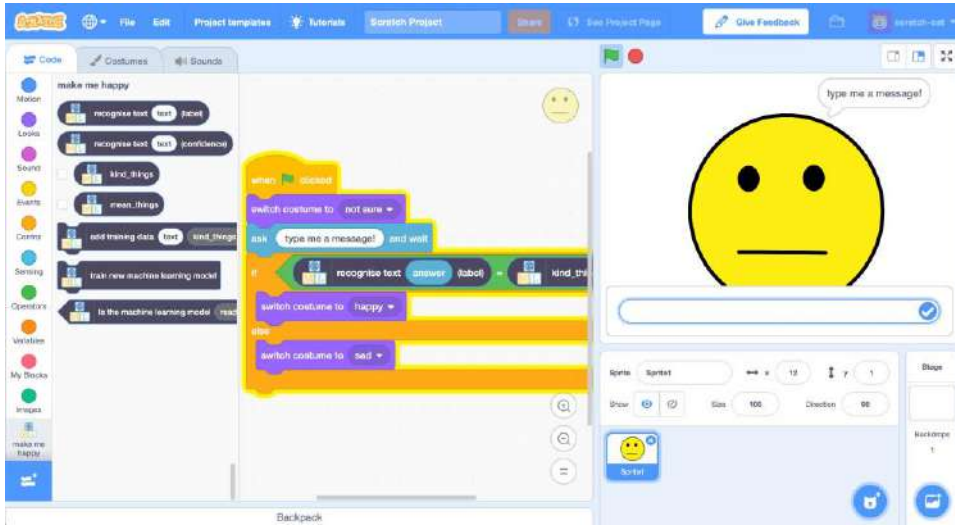 SCRATCH
File Edit Project templates Tutorials Scratch Project Share See Project Page Give Feedback scratch-cat
Code Costumes Sounds
Motion
Looks
Sound
Events
Control
Sensing
Operators
Variables
My Blocks
Images
make me happy
make me happy
recognise text text (label)
recognise text text (confidence)
kind_things
mean_things
add training data text kind_things
train new machine learning model
Is the machine learning model
when clicked
switch costume to not sure
ask type me a message! and wait
if recognise text answer (label) = kind_thi
switch costume to happy
else
switch costume to sad
Backpack
type me a message!
Sprite Sprite1 x 12 y 1
Show Size Direction
Sprite1
Stage
Backdrops
1